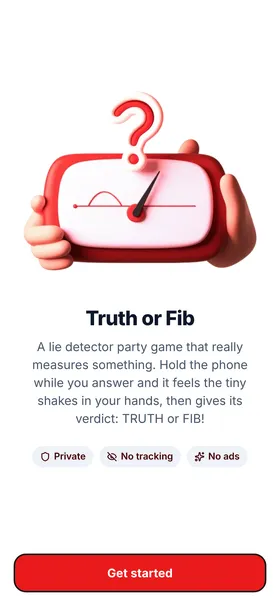 ?
Truth or Fib
A lie detector party game that really
measures something. Hold the phone
while you answer and it feels the tiny
shakes in your hands, then gives its
verdict: TRUTH or FIB!
Private No tracking No ads
Get started